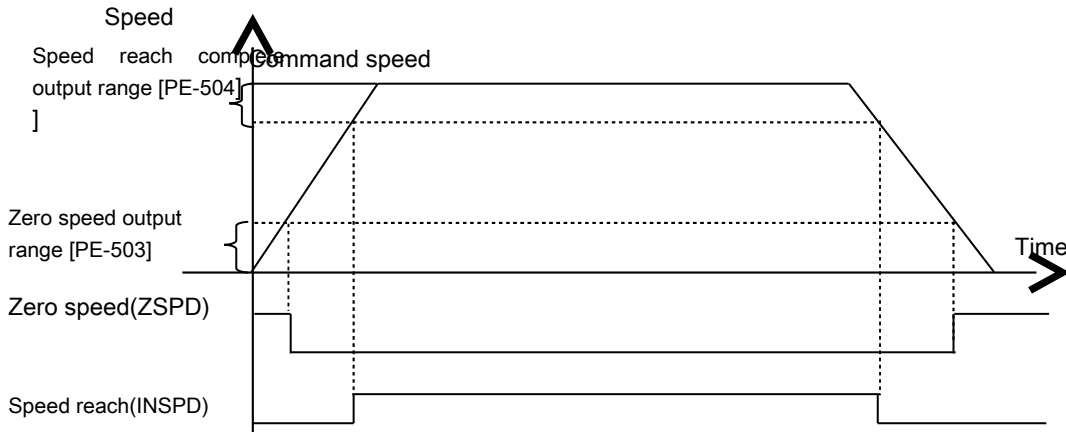 Speed
Speed reach complete
output range [PE-504]
]
Command speed
Zero speed output
range [PE-503]
Time
Zero speed(ZSPD)
Speed reach(INSPD)